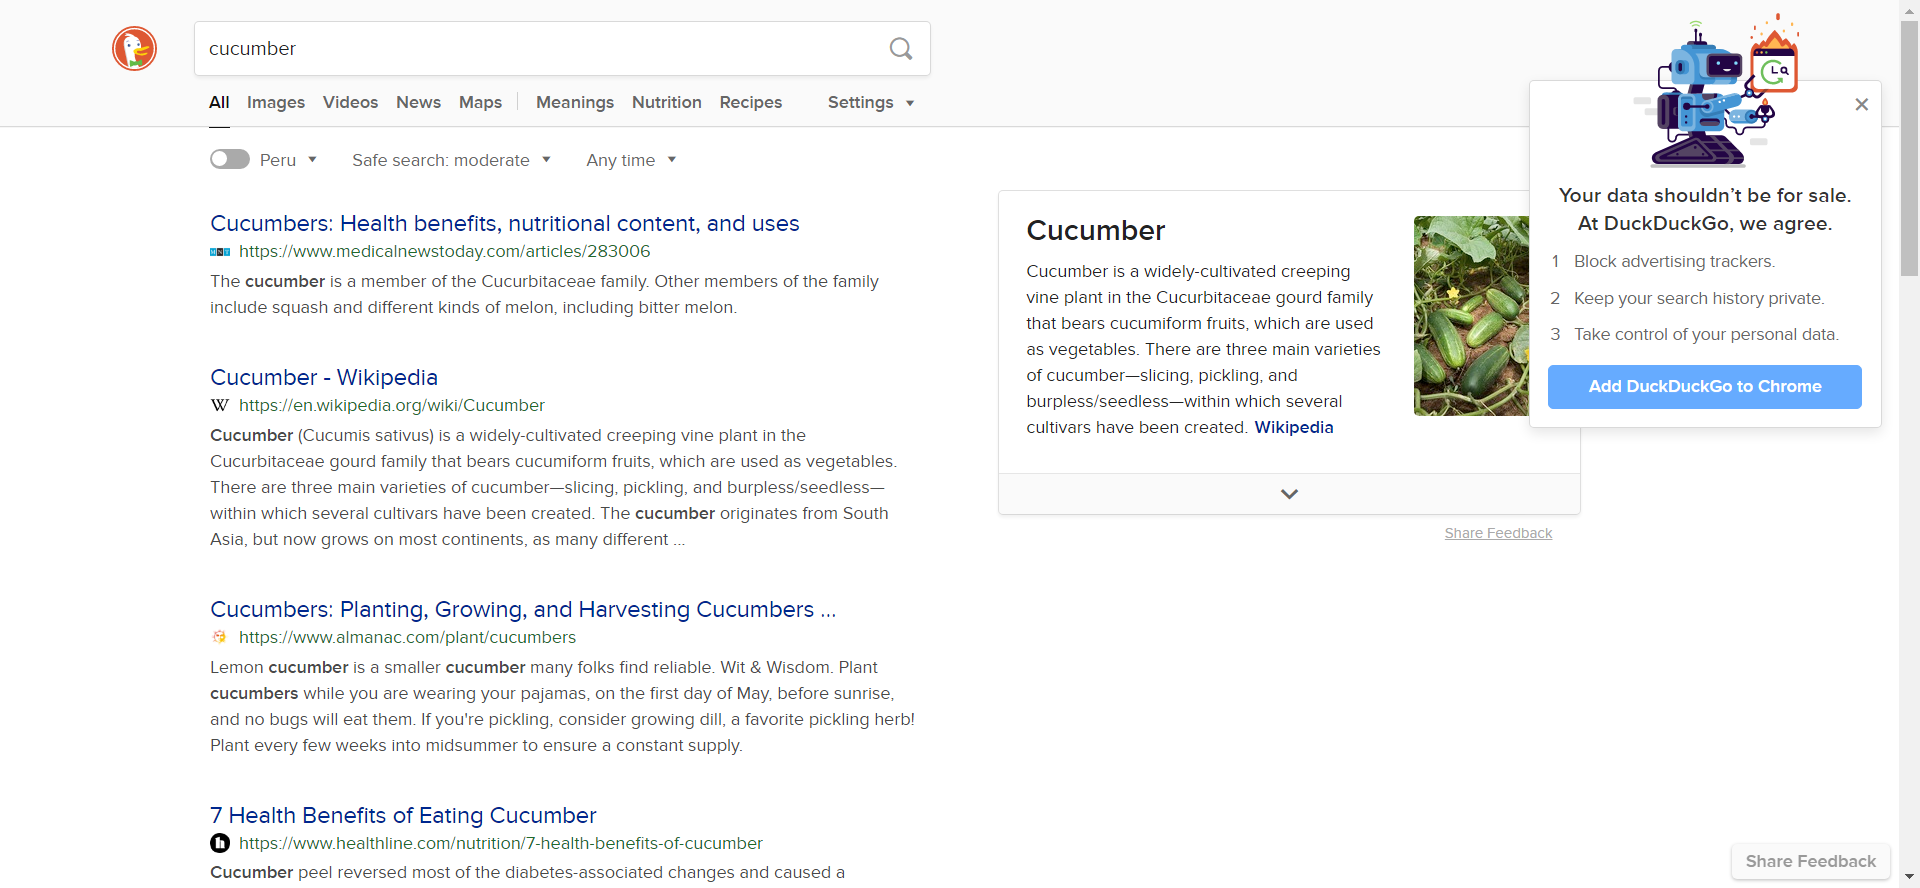 cucumber
All Images Videos News Maps Meanings Nutrition Recipes Settings
Peru Safe search: moderate Any time
Cucumbers: Health benefits, nutritional content, and uses
MNT https://www.medicalnewstoday.com/articles/283006
The cucumber is a member of the Cucurbitaceae family. Other members of the family
include squash and different kinds of melon, including bitter melon.
Cucumber - Wikipedia
W https://en.wikipedia.org/wiki/Cucumber
Cucumber (Cucumis sativus) is a widely-cultivated creeping vine plant in the
Cucurbitaceae gourd family that bears cucumiform fruits, which are used as vegetables.
There are three main varieties of cucumber—slicing, pickling, and burpless/seedless—
within which several cultivars have been created. The cucumber originates from South
Asia, but now grows on most continents, as many different ...
Cucumbers: Planting, Growing, and Harvesting Cucumbers ...
https://www.almanac.com/plant/cucumbers
Lemon cucumber is a smaller cucumber many folks find reliable. Wit & Wisdom. Plant
cucumbers while you are wearing your pajamas, on the first day of May, before sunrise,
and no bugs will eat them. If you're pickling, consider growing dill, a favorite pickling herb!
Plant every few weeks into midsummer to ensure a constant supply.
7 Health Benefits of Eating Cucumber
h https://www.healthline.com/nutrition/7-health-benefits-of-cucumber
Cucumber peel reversed most of the diabetes-associated changes and caused a
Cucumber
Cucumber is a widely-cultivated creeping
vine plant in the Cucurbitaceae gourd family
that bears cucumiform fruits, which are used
as vegetables. There are three main varieties
of cucumber—slicing, pickling, and
burpless/seedless—within which several
cultivars have been created. Wikipedia
Share Feedback
Your data shouldn't be for sale.
At DuckDuckGo, we agree.
1 Block advertising trackers.
2 Keep your search history private.
3 Take control of your personal data.
Add DuckDuckGo to Chrome
Share Feedback